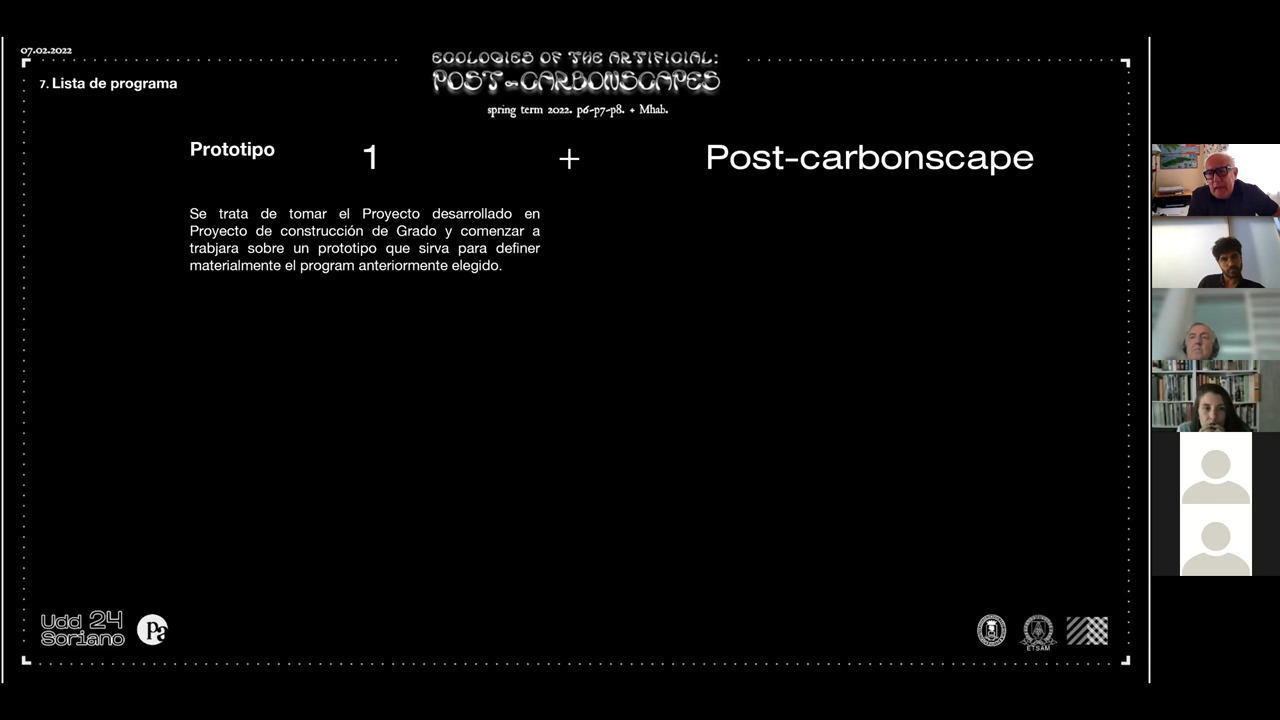 07.02.2022
ECOLOGIES OF THE ARTIFICIAL:
POST-CARBONSCAPES
spring term 2022. p6-p7-p8. + Mhab.
7. Lista de programa
Prototipo 1 + Post-carbonscape
Se trata de tomar el Proyecto desarrollado en
Proyecto de construcción de Grado y comenzar a
trabjara sobre un prototipo que sirva para definer
materialmente el program anteriormente elegido.
Udd 24
Soriano
Pa
ETSAM